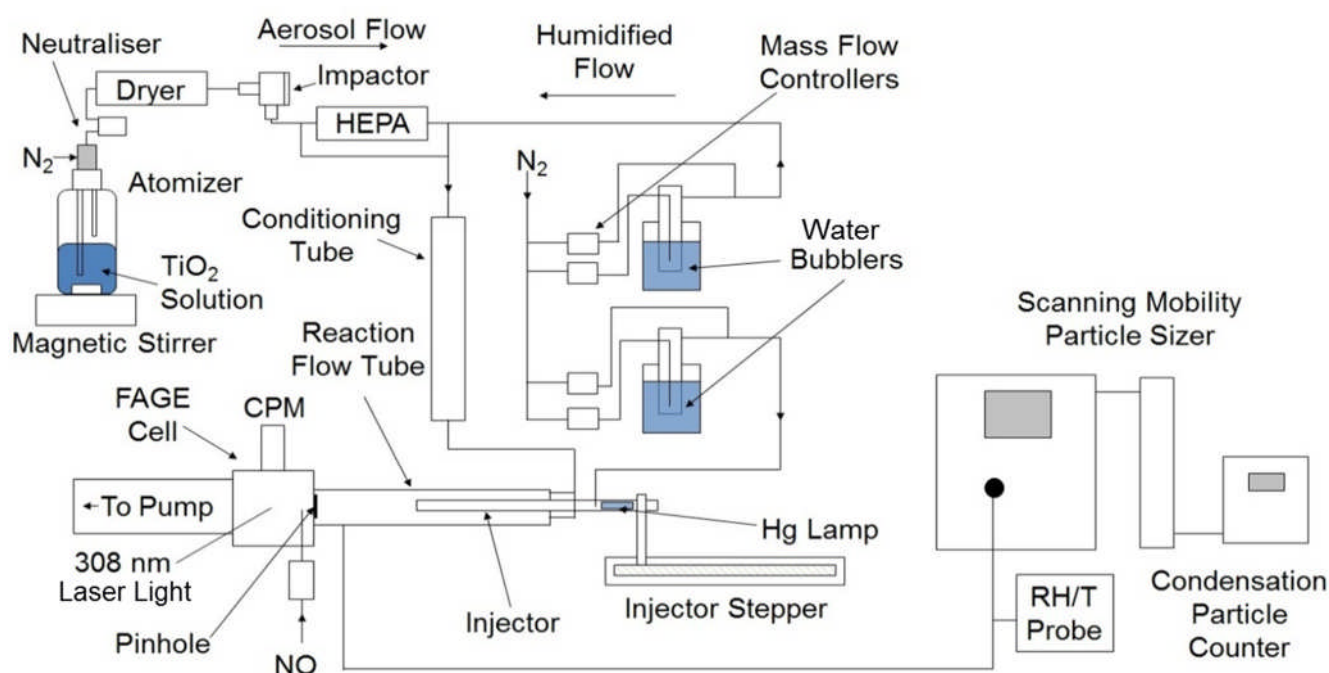 Aerosol Flow
Neutraliser
Impactor
Dryer
Humidified
Flow
Mass Flow
Controllers
HEPA
N2
Atomizer
N2
Conditioning
Tube
Water
Bubblers
TiO2
Solution
Magnetic Stirrer
Reaction
Flow Tube
Scanning Mobility
Particle Sizer
FAGE
Cell
CPM
To Pump
Hg Lamp
308 nm
Laser Light
Injector Stepper
Injector
Pinhole
NO
RH/T
Probe
Condensation
Particle
Counter